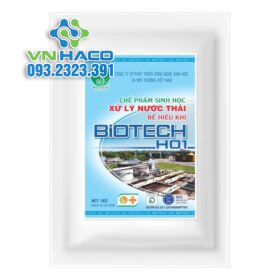 VNHACO
093.2323.391
CÔNG TY CP PHÁT TRIỂN CÔNG NGHỆ SINH HỌC
VÀ MÔI TRƯỜNG VIỆT NAM
CHẾ PHẨM SINH HỌC
XỬ LÝ NƯỚC THẢI
BỂ HIẾU KHÍ
BIOTECH
H01
NET: 1KG